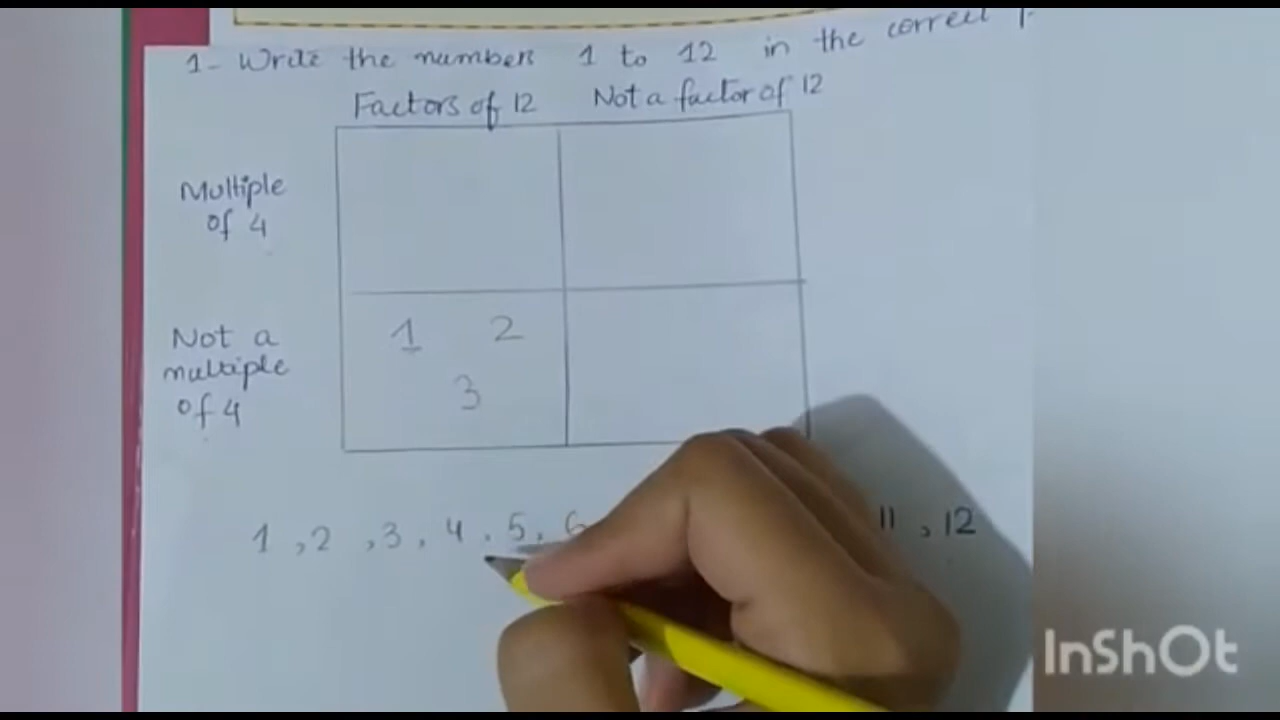 1- Write the numbers 1 to 12 in the correct
Factors of 12 Not a factor of 12
Multiple
of 4
Not a
multiple
of 4
1 2
3
1 , 2 , 3 , 4 , 5 , 6 11 , 12
InShOt